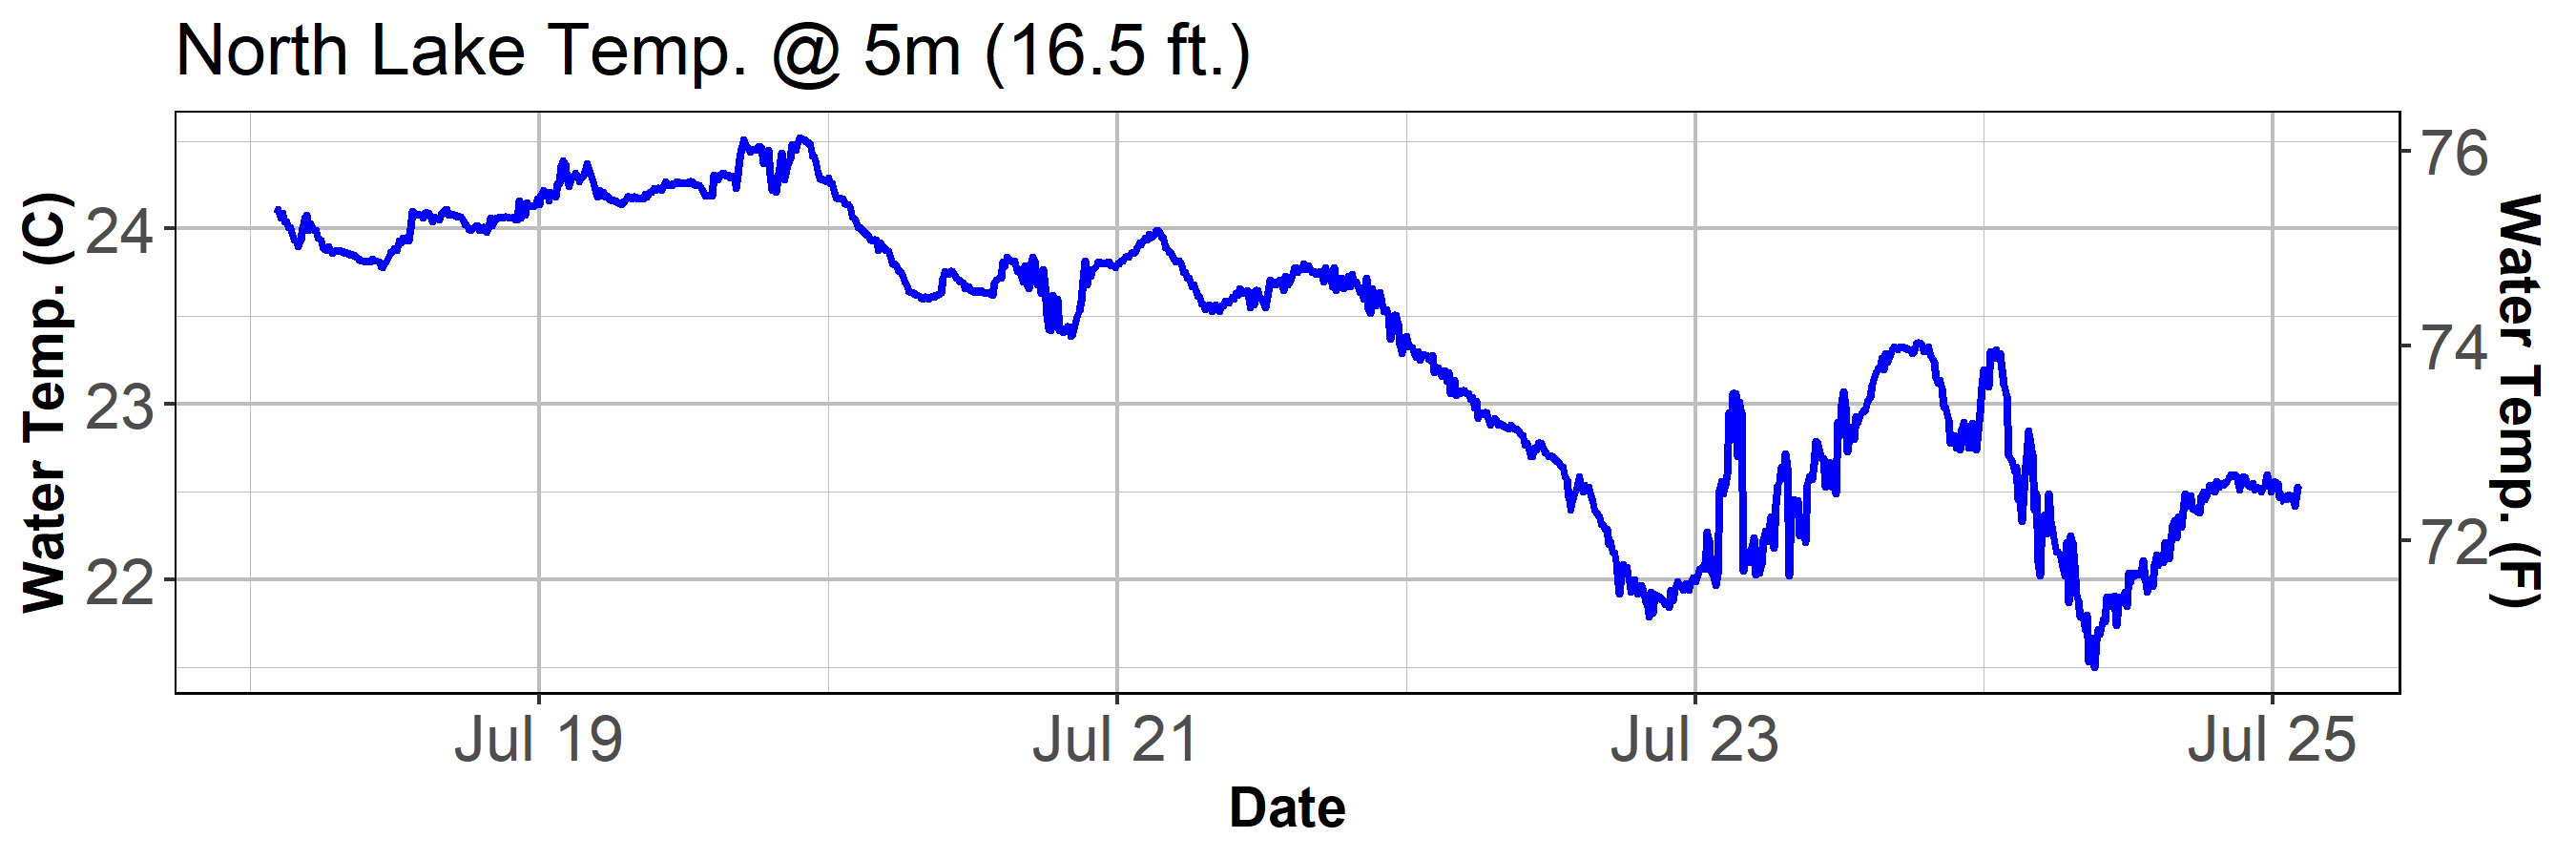 North Lake Temp. @ 5m (16.5 ft.)
Water Temp. (C)
24
23
22
76
74
72
Water Temp. (F)
Jul 19
Jul 21
Jul 23
Jul 25
Date